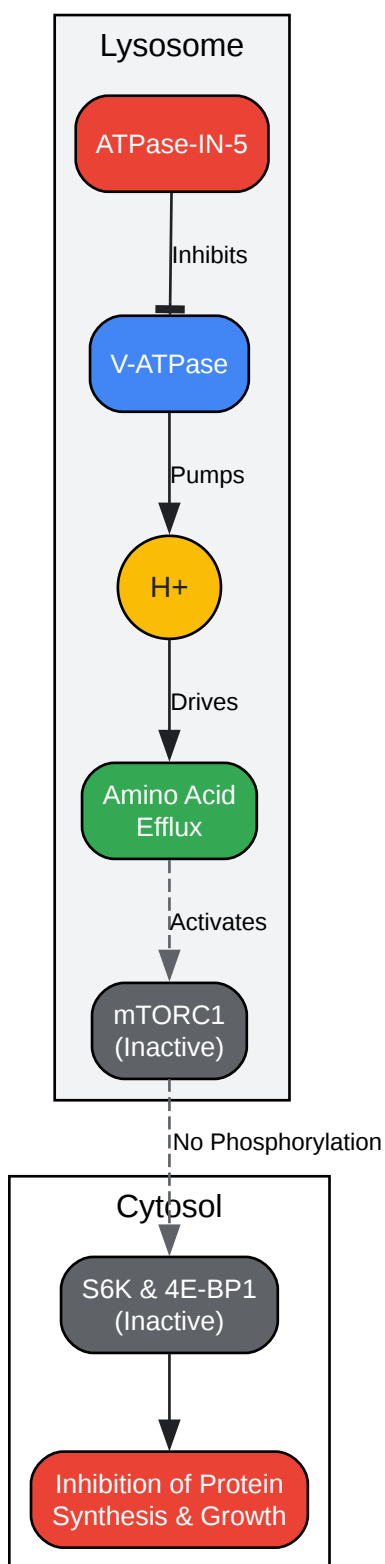 Lysosome
ATPase-IN-5
Inhibits
V-ATPase
Pumps
H+
Drives
Amino Acid
Efflux
Activates
mTORC1
(Inactive)
No Phosphorylation
Cytosol
S6K & 4E-BP1
(Inactive)
Inhibition of Protein
Synthesis & Growth